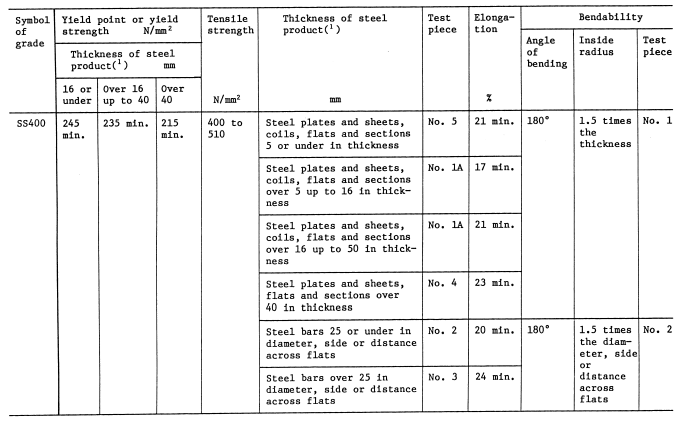 Symbol of grade
Yield point or yield strength N/mm²
Tensile strength
Thickness of steel product(¹)
Test piece
Elonga-tion
Bendability
Thickness of steel product(¹) mm
Angle of bending
Inside radius
Test piece
16 or under
Over 16 up to 40
Over 40
N/mm²
mm
%
SS400
245 min.
235 min.
215 min.
400 to 510
Steel plates and sheets,
coils, flats and sections
5 or under in thickness
No. 5
21 min.
180°
1.5 times
the
thickness
No. 1
Steel plates and sheets,
coils, flats and sections
over 5 up to 16 in thick-
ness
No. 1A
17 min.
Steel plates and sheets,
coils, flats and sections
over 16 up to 50 in thick-
ness
No. 1A
21 min.
Steel plates and sheets,
flats and sections over
40 in thickness
No. 4
23 min.
Steel bars 25 or under in
diameter, side or distance
across flats
No. 2
20 min.
180°
1.5 times
the diam-
eter, side
or
distance
across
flats
No. 2
Steel bars over 25 in
diameter, side or distance
across flats
No. 3
24 min.